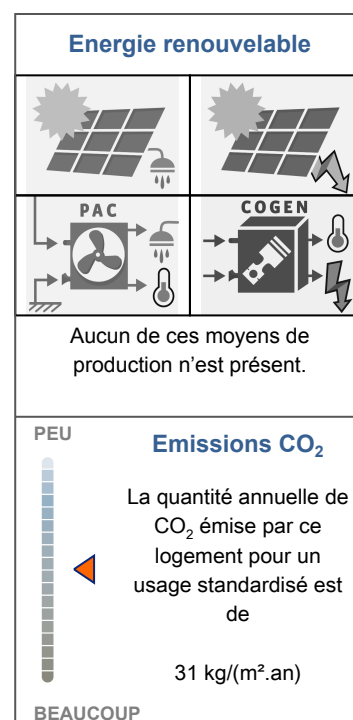 Energie renouvelable
PAC
COGEN
Aucun de ces moyens de
production n’est présent.
PEU
Emissions CO₂
La quantité annuelle de
CO₂ émise par ce
logement pour un
usage standardisé est
de
31 kg/(m².an)
BEAUCOUP